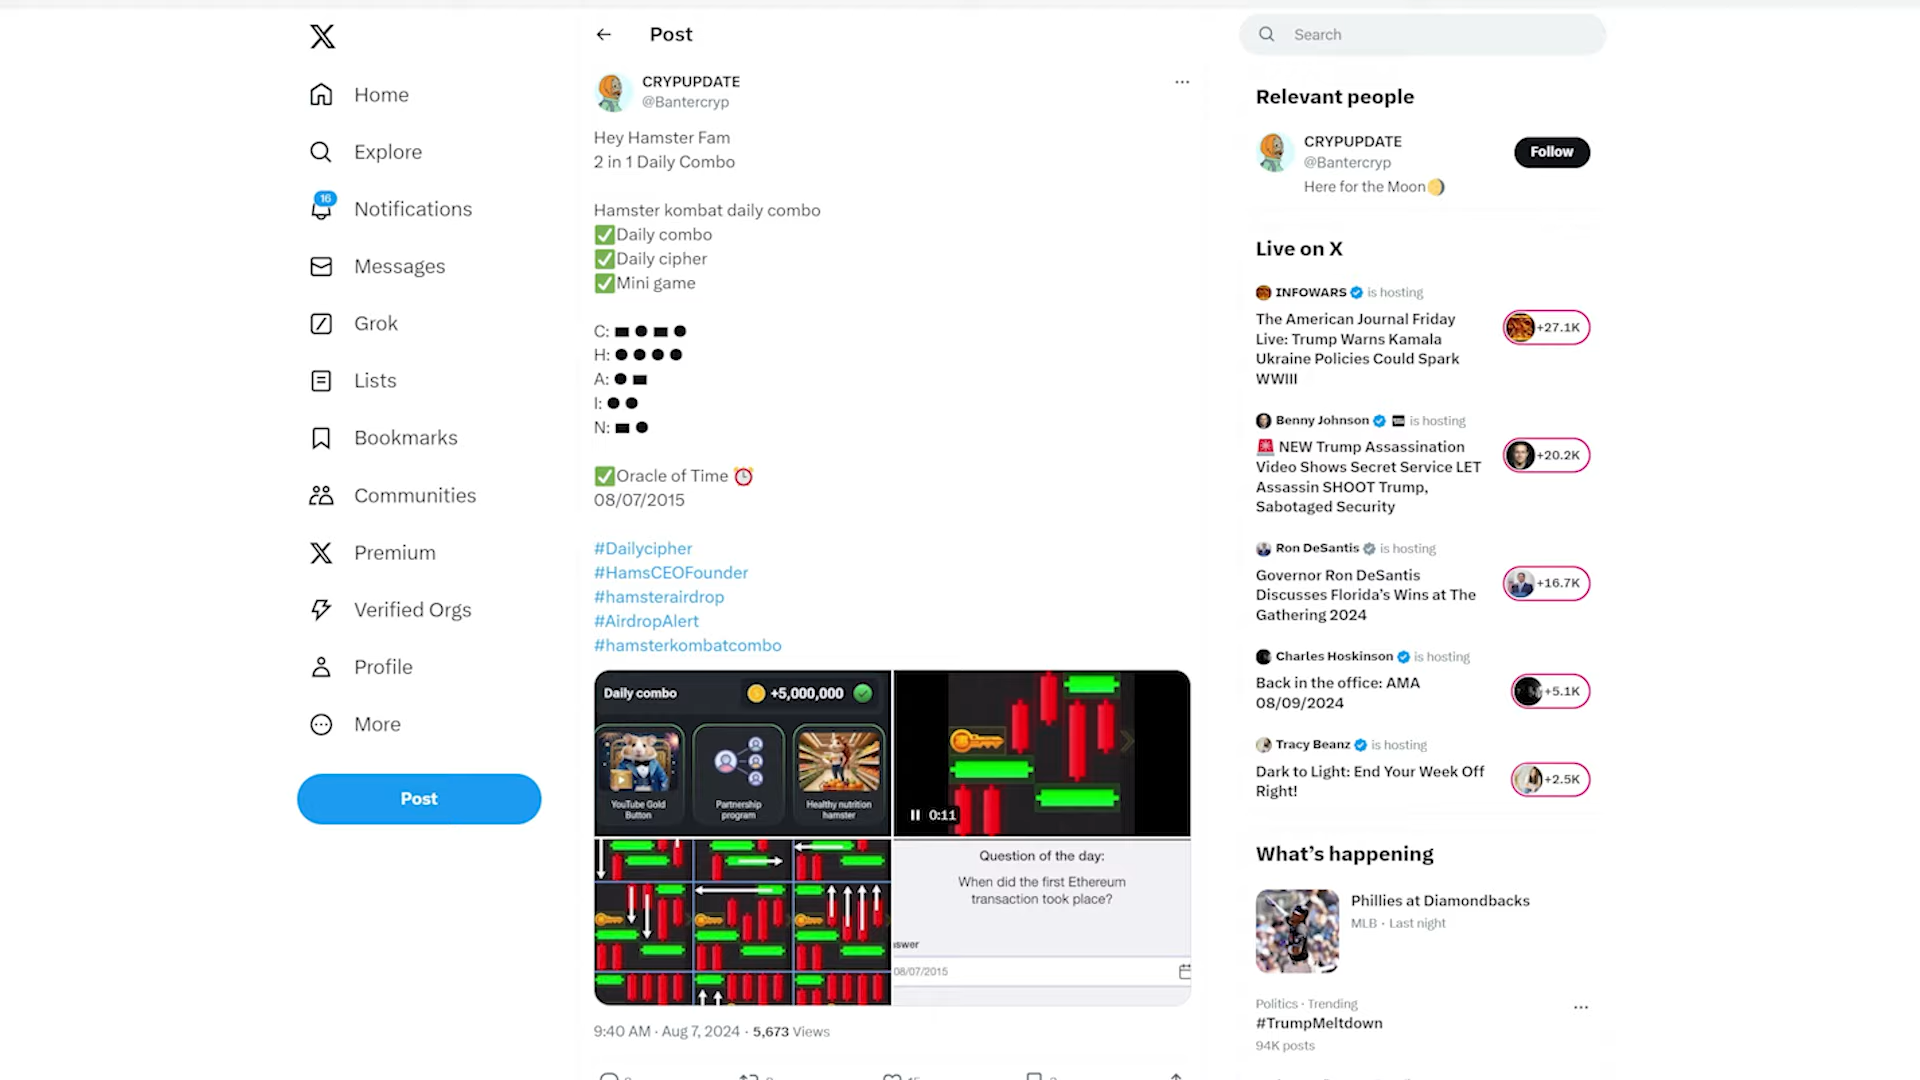 Home
Explore
16
Notifications
Messages
Grok
Lists
Bookmarks
Communities
Premium
Verified Orgs
Profile
More
Post
Post
CRYPUPDATE
@Bantercryp
Hey Hamster Fam
2 in 1 Daily Combo
Hamster kombat daily combo
✅Daily combo
✅Daily cipher
✅Mini game
C: ▬ ● ▬ ●
H: ● ● ● ●
A: ● ▬
I: ● ●
N: ▬ ●
✅Oracle of Time ⏰
08/07/2015
#Dailycipher
#HamsCEOFounder
#hamsterairdrop
#AirdropAlert
#hamsterkombatcombo
Daily combo
+5,000,000
YouTube Gold
Button
Partnership
program
Healthy nutrition
hamster
0:11
Question of the day:
When did the first Ethereum
transaction took place?
swer
08/07/2015
9:40 AM · Aug 7, 2024 · 5,673 Views
Search
Relevant people
CRYPUPDATE
@Bantercryp
Follow
Here for the Moon🌖
Live on X
INFOWARS is hosting
The American Journal Friday
Live: Trump Warns Kamala
Ukraine Policies Could Spark
WWIII
+27.1K
Benny Johnson is hosting
🚨 NEW Trump Assassination
Video Shows Secret Service LET
Assassin SHOOT Trump,
Sabotaged Security
+20.2K
Ron DeSantis is hosting
Governor Ron DeSantis
Discusses Florida's Wins at The
Gathering 2024
+16.7K
Charles Hoskinson is hosting
Back in the office: AMA
08/09/2024
+5.1K
Tracy Beanz is hosting
Dark to Light: End Your Week Off
Right!
+2.5K
What's happening
Phillies at Diamondbacks
MLB · Last night
Politics · Trending
#TrumpMeltdown
94K posts